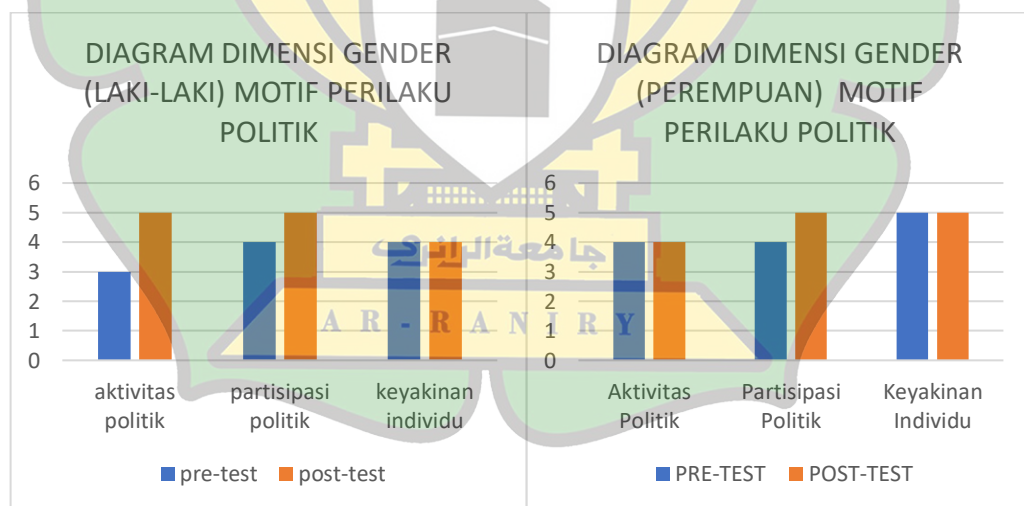 DIAGRAM DIMENSI GENDER
(LAKI-LAKI) MOTIF PERILAKU
POLITIK
6
5
4
3
2
1
0
aktivitas
politik
partisipasi
politik
keyakinan
individu
pre-test
post-test
DIAGRAM DIMENSI GENDER
(PEREMPUAN) MOTIF
PERILAKU POLITIK
6
5
4
3
2
1
0
Aktivitas
Politik
Partisipasi
Politik
Keyakinan
Individu
PRE-TEST
POST-TEST
جامعة الرانري
AR-RANIRY